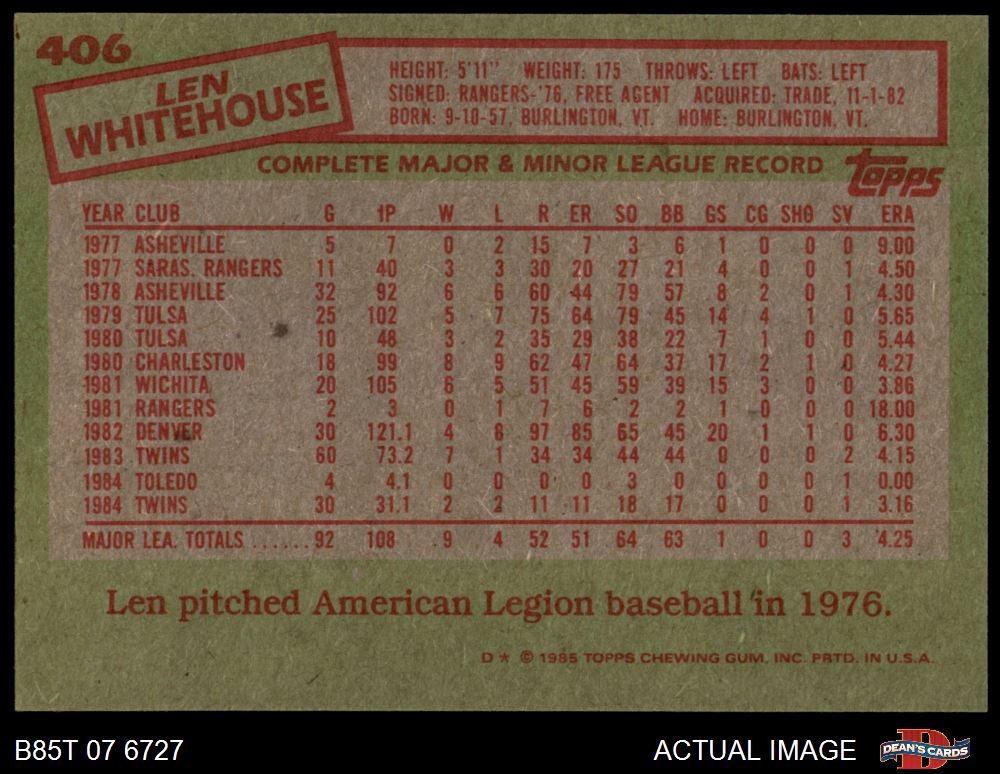 406
LEN
WHITEHOUSE
HEIGHT: 5'11" WEIGHT: 175 THROWS: LEFT BATS: LEFT
SIGNED: RANGERS-'76, FREE AGENT ACQUIRED: TRADE, 11-1-82
BORN: 9-10-57, BURLINGTON, VT. HOME: BURLINGTON, VT.
COMPLETE MAJOR & MINOR LEAGUE RECORD
topps
YEAR CLUB G IP W L R ER SO BB GS CG SHO SV ERA
1977 ASHEVILLE 5 7 0 2 15 7 3 6 1 0 0 0 9.00
1977 SARAS. RANGERS 11 40 3 3 30 20 27 21 4 0 0 1 4.50
1978 ASHEVILLE 32 92 6 6 60 44 79 57 8 2 0 1 4.30
1979 TULSA 25 102 5 7 75 64 79 45 14 4 1 0 5.65
1980 TULSA 10 48 3 2 35 29 38 22 7 1 0 0 5.44
1980 CHARLESTON 18 99 8 9 62 47 64 37 17 2 1 0 4.27
1981 WICHITA 20 105 6 5 51 45 59 39 15 3 0 0 3.86
1981 RANGERS 2 3 0 1 7 6 2 2 1 0 0 0 18.00
1982 DENVER 30 121.1 4 8 97 85 65 45 20 1 1 0 6.30
1983 TWINS 60 73.2 7 1 34 34 44 44 0 0 0 2 4.15
1984 TOLEDO 4 4.1 0 0 0 0 3 0 0 0 0 1 0.00
1984 TWINS 30 31.1 2 2 11 11 18 17 0 0 0 1 3.16
MAJOR LEA. TOTALS ......92 108 9 4 52 51 64 63 1 0 0 3 4.25
Len pitched American Legion baseball in 1976.
D * © 1985 TOPPS CHEWING GUM, INC. PRTD. IN U.S.A.
B85T 07 6727 ACTUAL IMAGE D DEAN'S CARDS